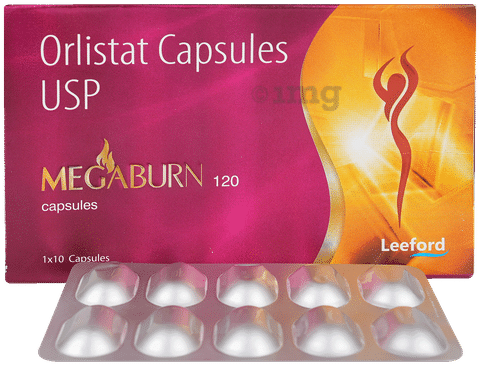 Orlistat Capsules
USP
1mg
MEGABURN 120
capsules
1x10 Capsules
Leeford